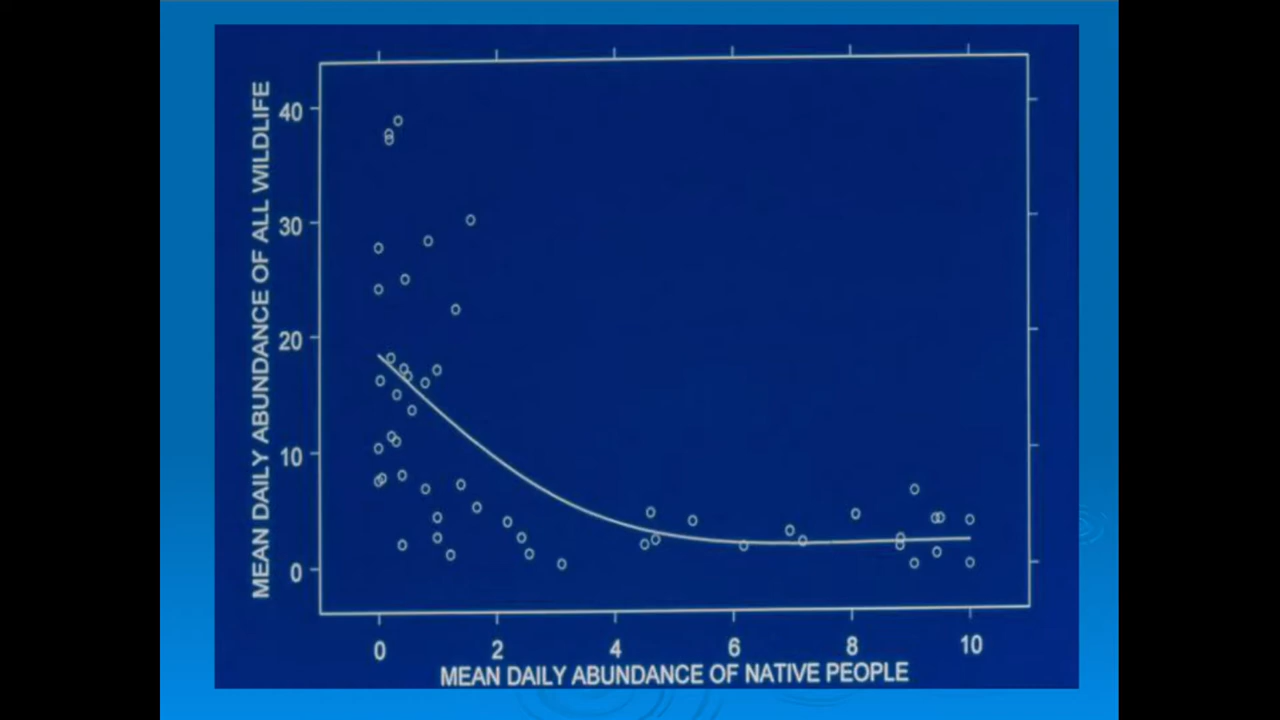 MEAN DAILY ABUNDANCE OF ALL WILDLIFE
40
30
20
10
0
0 2 4 6 8 10
MEAN DAILY ABUNDANCE OF NATIVE PEOPLE